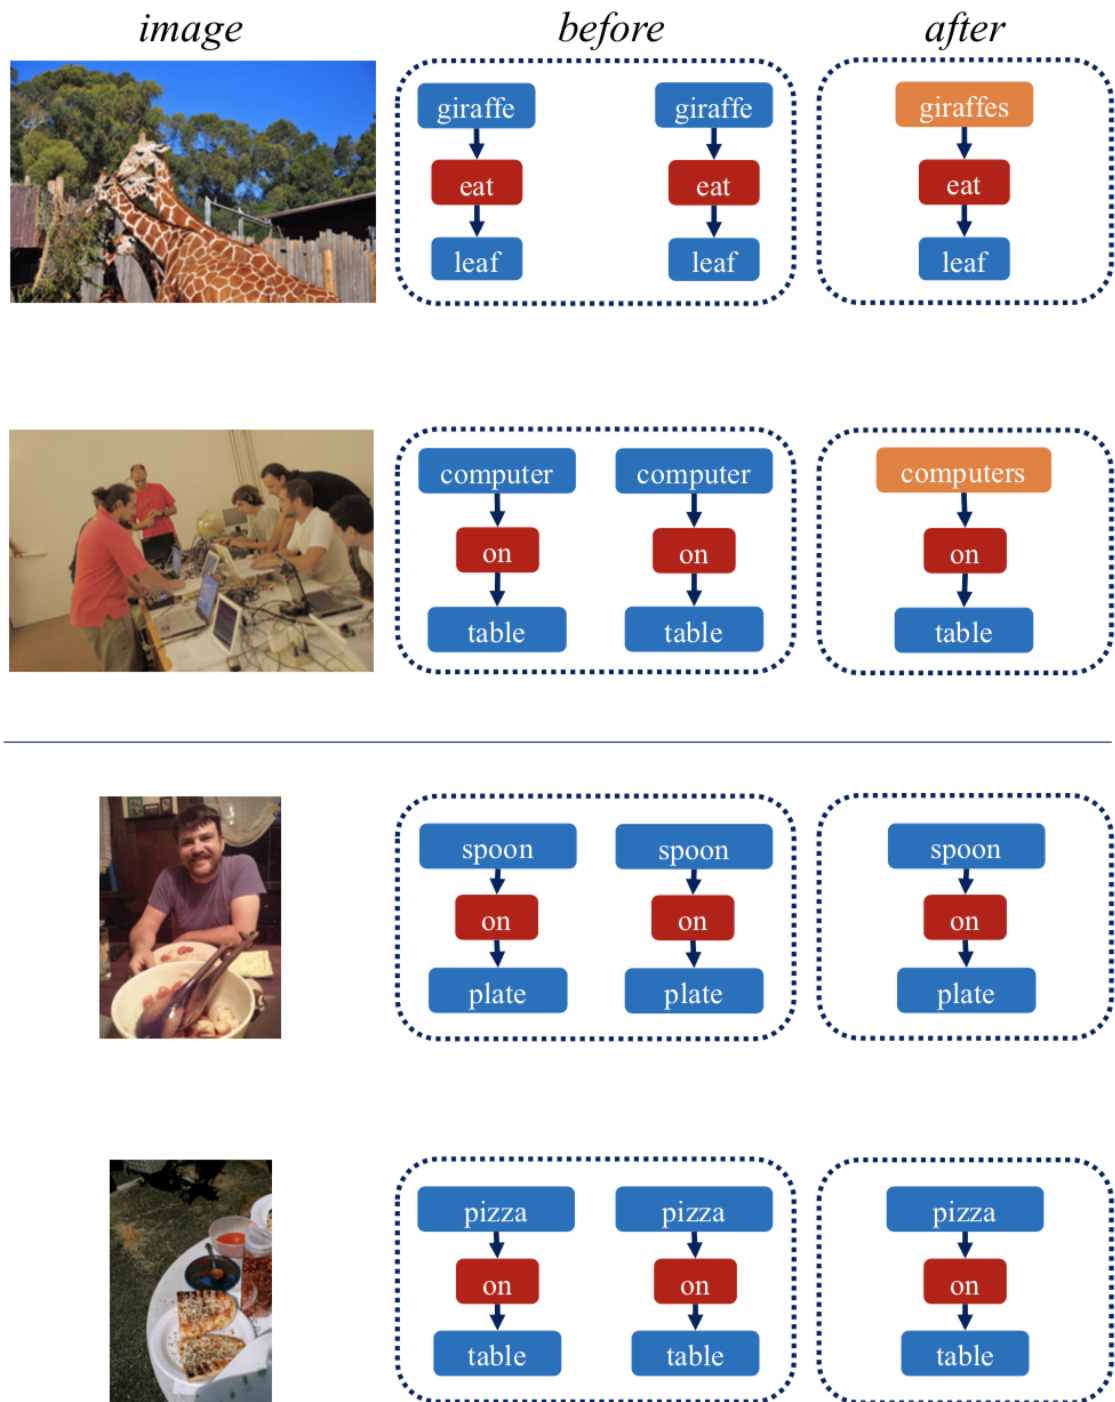 image before after
giraffe giraffe giraffes
eat eat eat
leaf leaf leaf
computer computer computers
on on on
table table table
spoon spoon spoon
on on on
plate plate plate
pizza pizza pizza
on on on
table table table